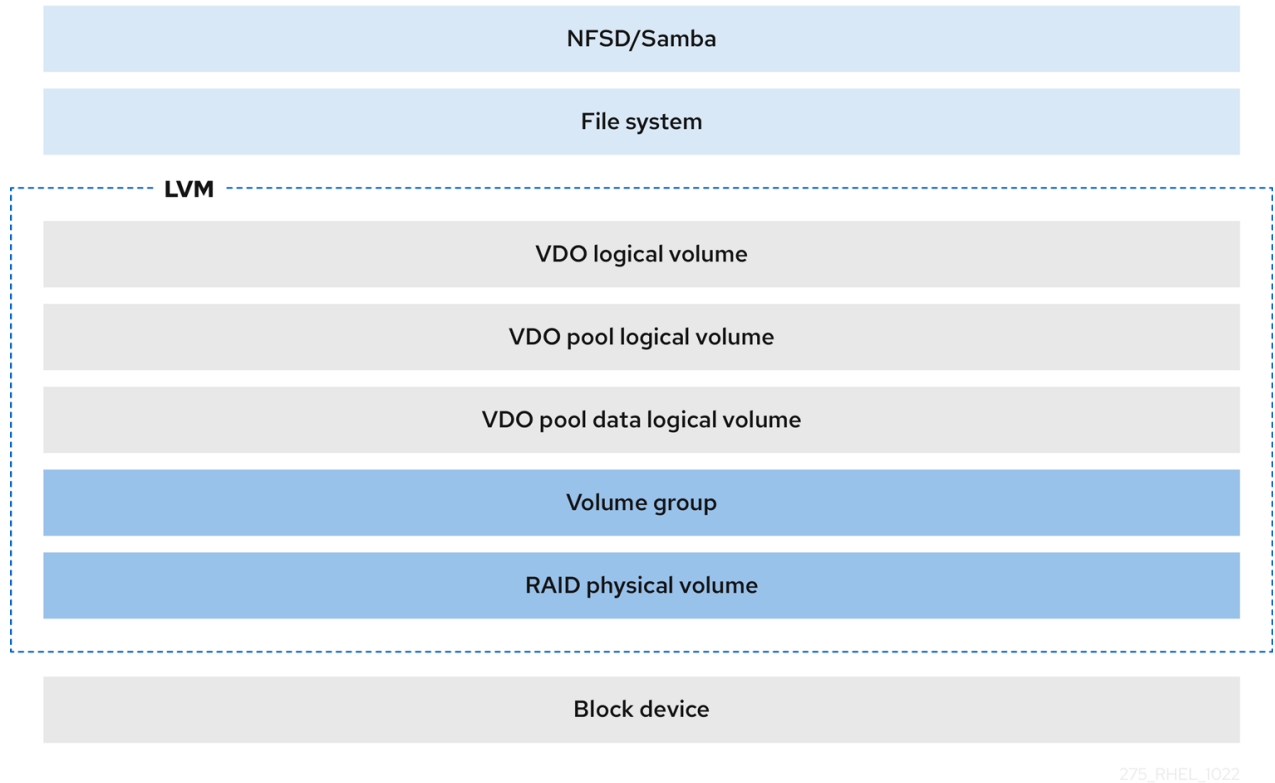 NFSD/Samba
File system
LVM
VDO logical volume
VDO pool logical volume
VDO pool data logical volume
Volume group
RAID physical volume
Block device
275_RHEL_1022